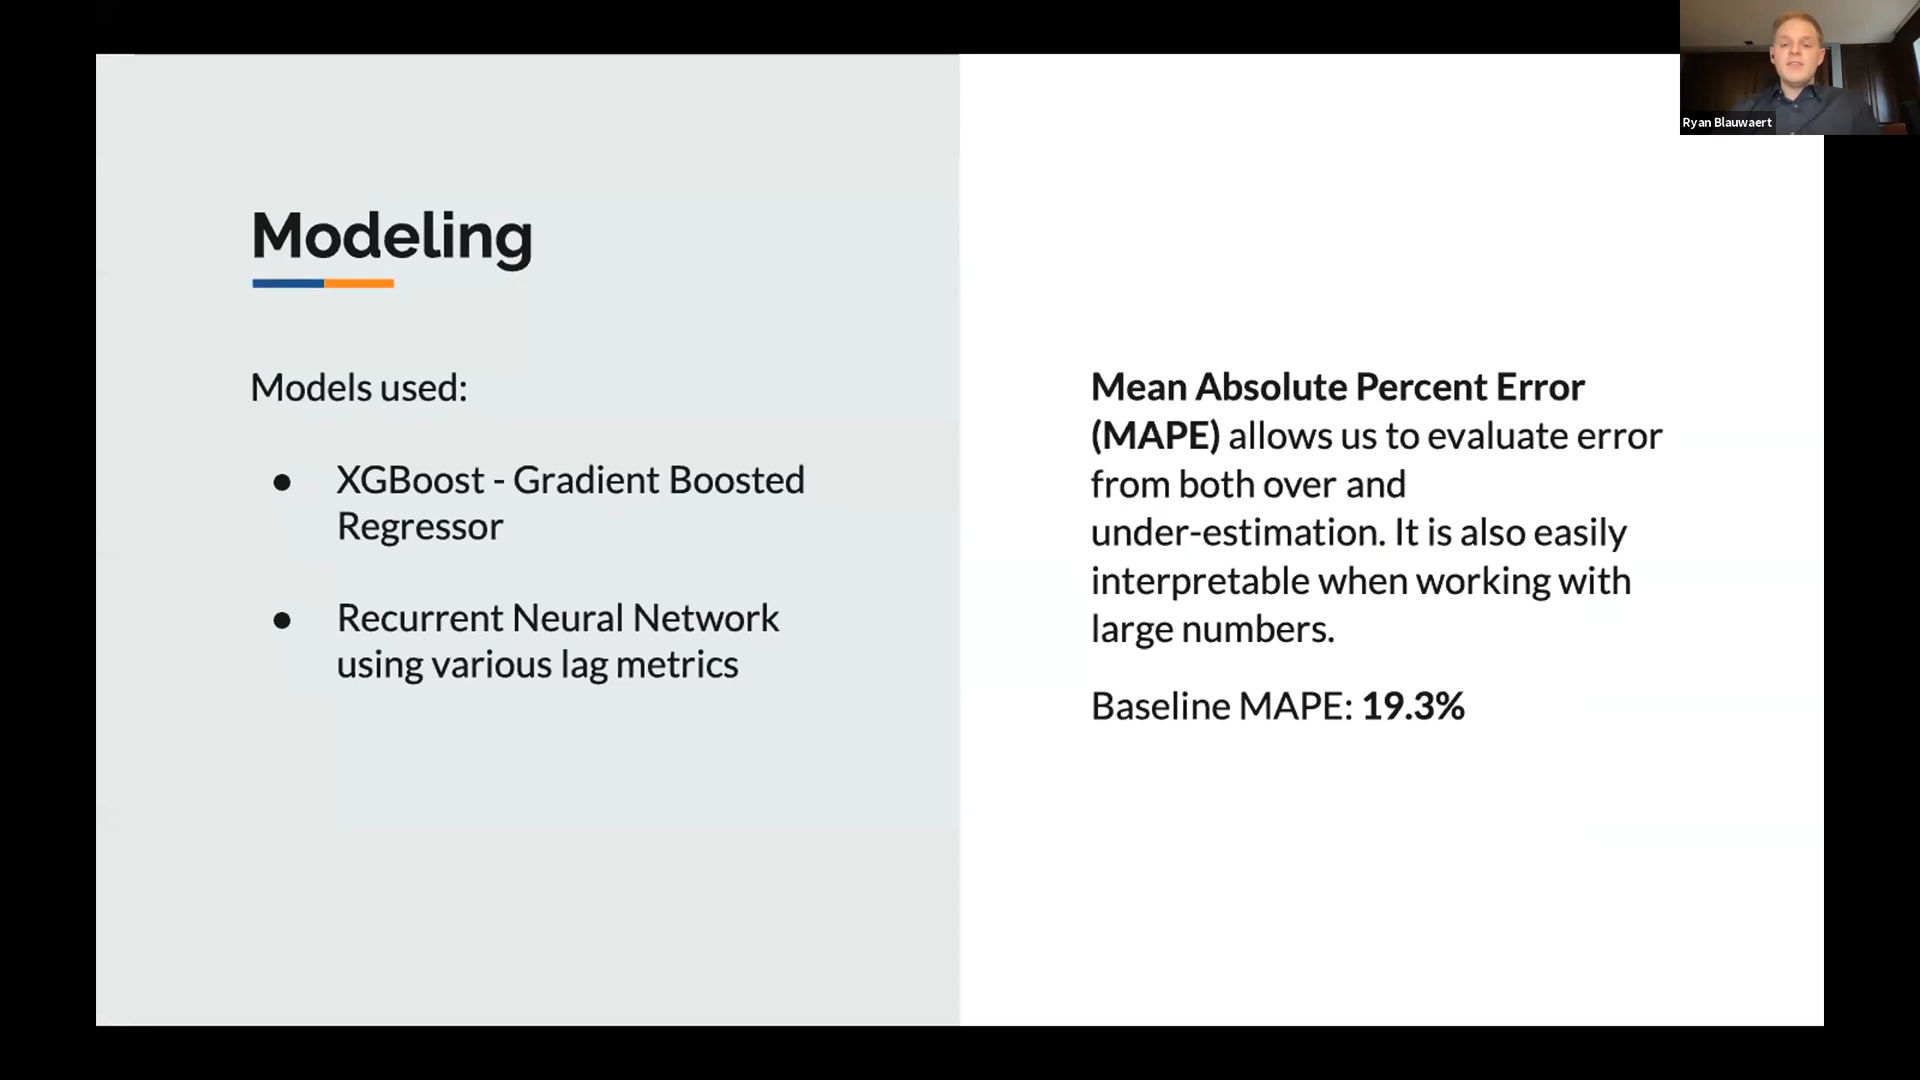 Modeling
Models used:
● XGBoost - Gradient Boosted
Regressor
● Recurrent Neural Network
using various lag metrics
Mean Absolute Percent Error
(MAPE) allows us to evaluate error
from both over and
under-estimation. It is also easily
interpretable when working with
large numbers.
Baseline MAPE: 19.3%
Ryan Blauwaert